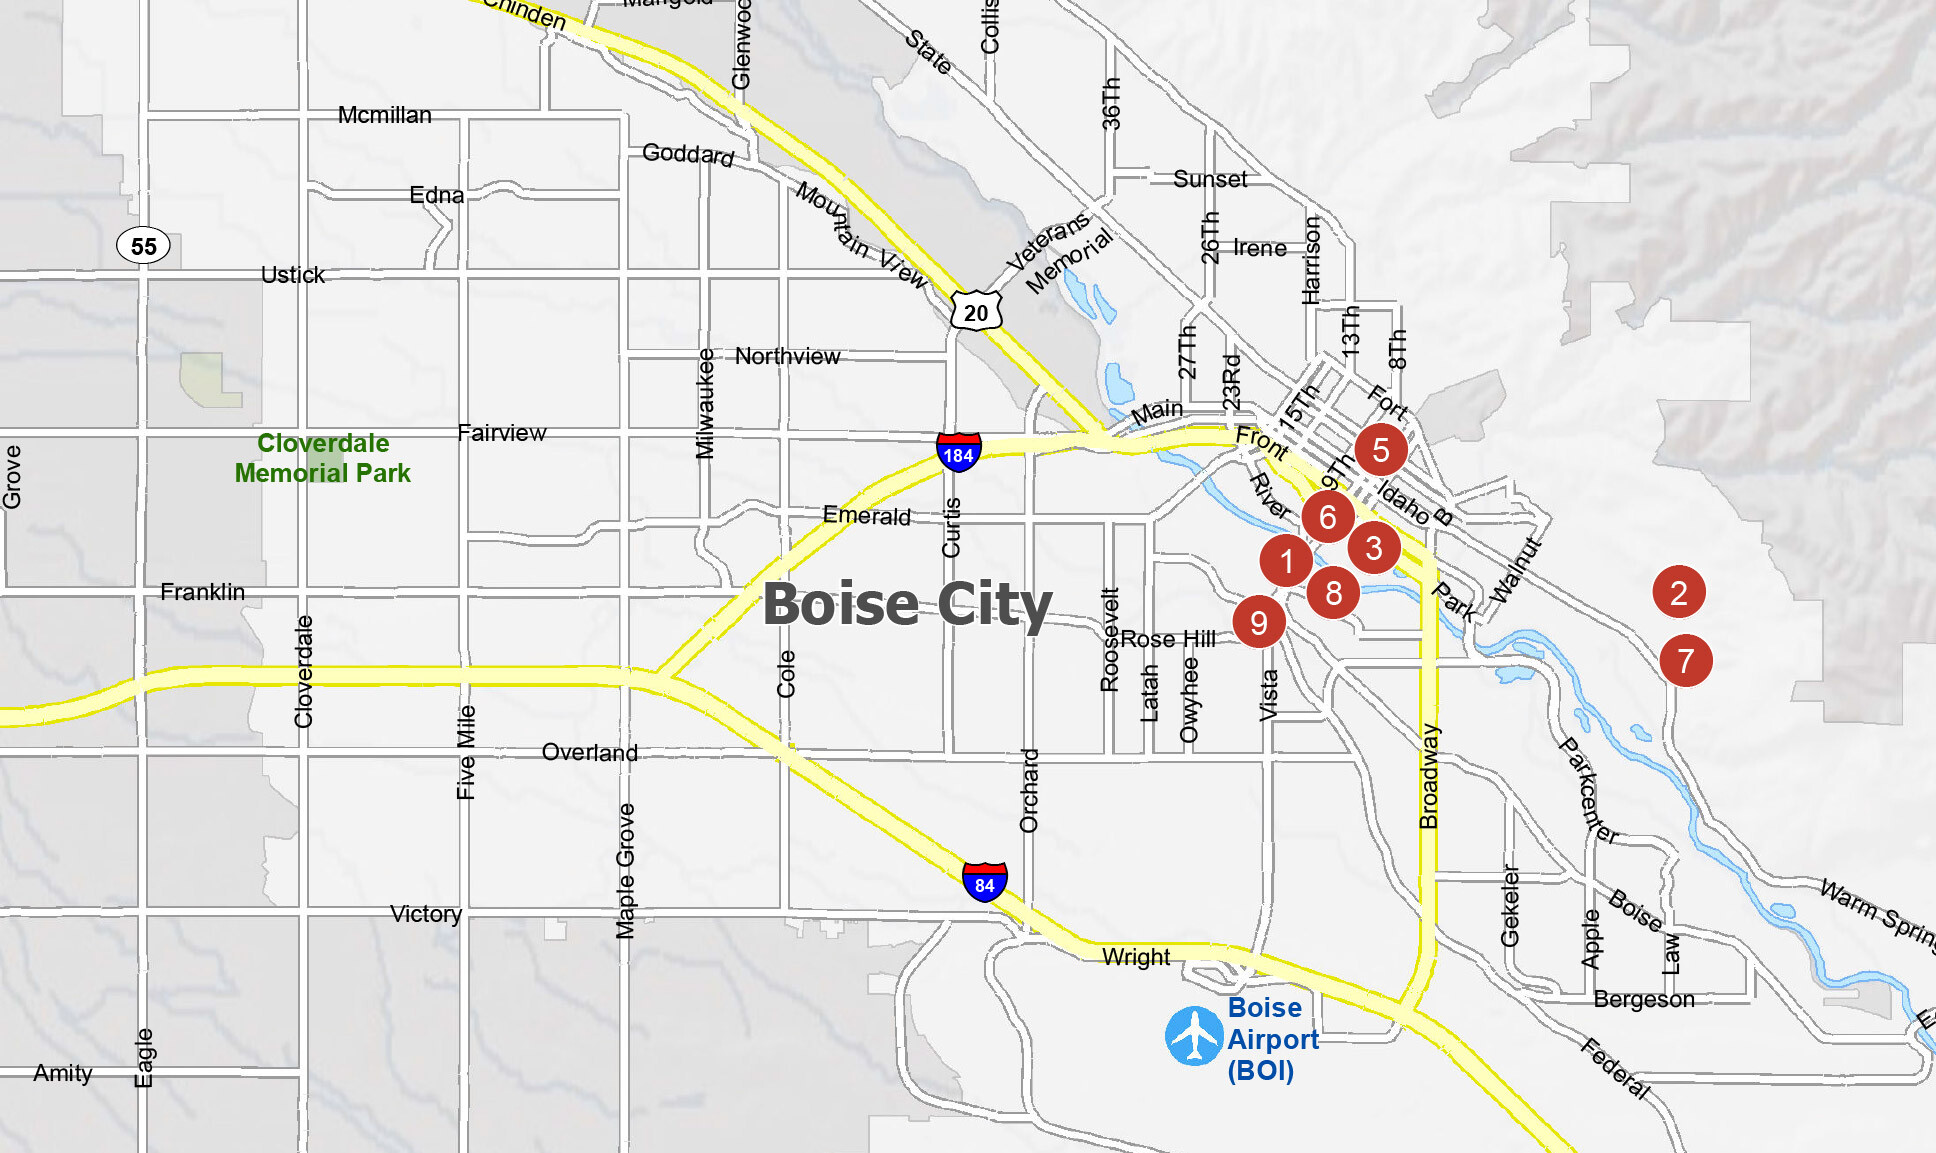 Chinden
Marigold
Glenwood
State
Collis
36Th
Mcmillan
Goddard
Edna
Mountain View
Sunset
26Th
Irene
Harrison
Veterans
Memorial
55
Ustick
20
27Th
23Rd
13Th
8Th
Northview
Milwaukee
Main
15Th
Fort
Fairview
Front
5
Cloverdale
Memorial Park
184
Grove
9Th
Idaho
B
River
Emerald
Curtis
6
3
1
Walnut
Franklin
Boise City
8
Park
2
9
Roosevelt
Rose Hill
7
Cloverdale
Cole
Latah
Owyhee
Vista
Five Mile
Overland
Orchard
Broadway
Parkcenter
Maple Grove
84
Victory
Gekeler
Apple
Boise
Law
Warm Spring
Wright
Bergeson
Boise
Airport
(BOI)
Eagle
Amity
Federal